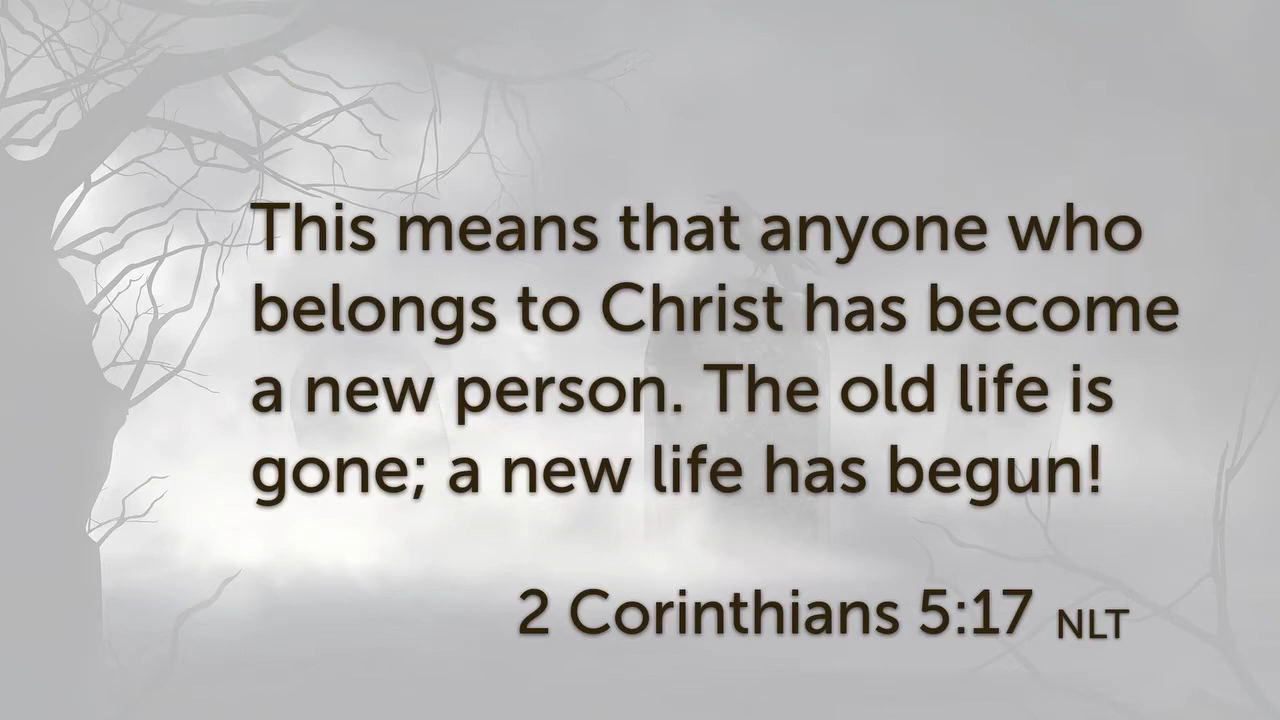 This means that anyone who
belongs to Christ has become
a new person. The old life is
gone; a new life has begun!
2 Corinthians 5:17 NLT